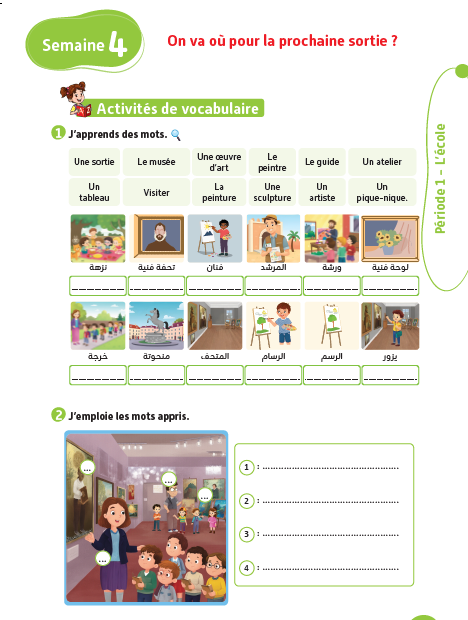 Semaine 4
On va où pour la prochaine sortie ?
Activités de vocabulaire
1 J'apprends des mots.
Une sortie
Le musée
Une œuvre
d'art
Le
peintre
Le guide
Un atelier
Un
tableau
Visiter
La
peinture
Une
sculpture
Un
artiste
Un
pique-nique.
نزهة
تحفة فنية
فنان
المرشد
ورشة
لوحة فنية
خرجة
منحوتة
المتحف
الرسام
الرسم
يزور
2 J'emploie les mots appris.
...
...
...
...
1 : ......................................................
2 : ......................................................
3 : ......................................................
4 : ......................................................
Période 1 - L'école